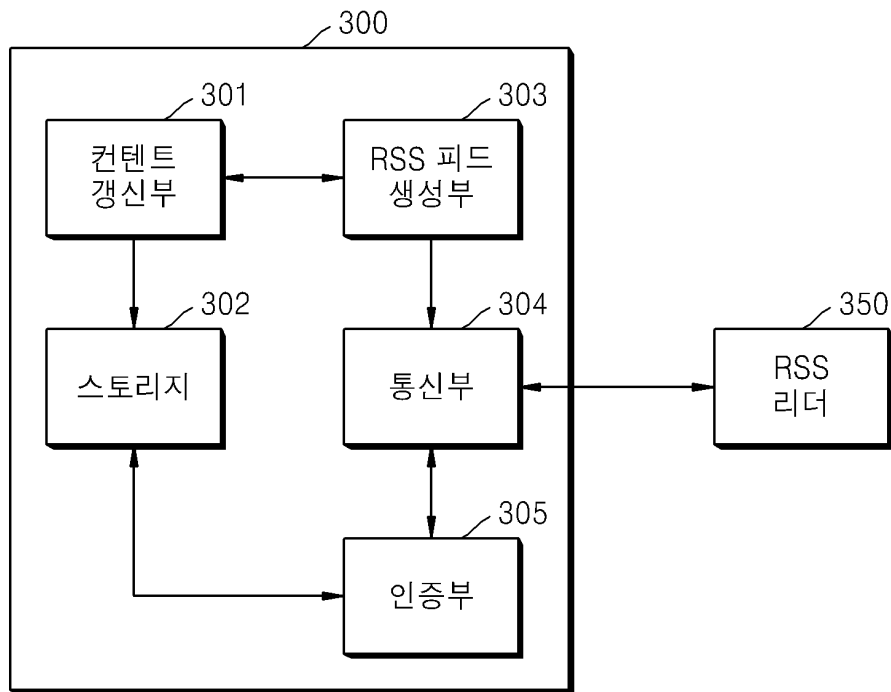 300
301
303
컨텐트
갱신부
RSS 피드
생성부
302
304
350
스토리지
통신부
RSS
리더
305
인증부